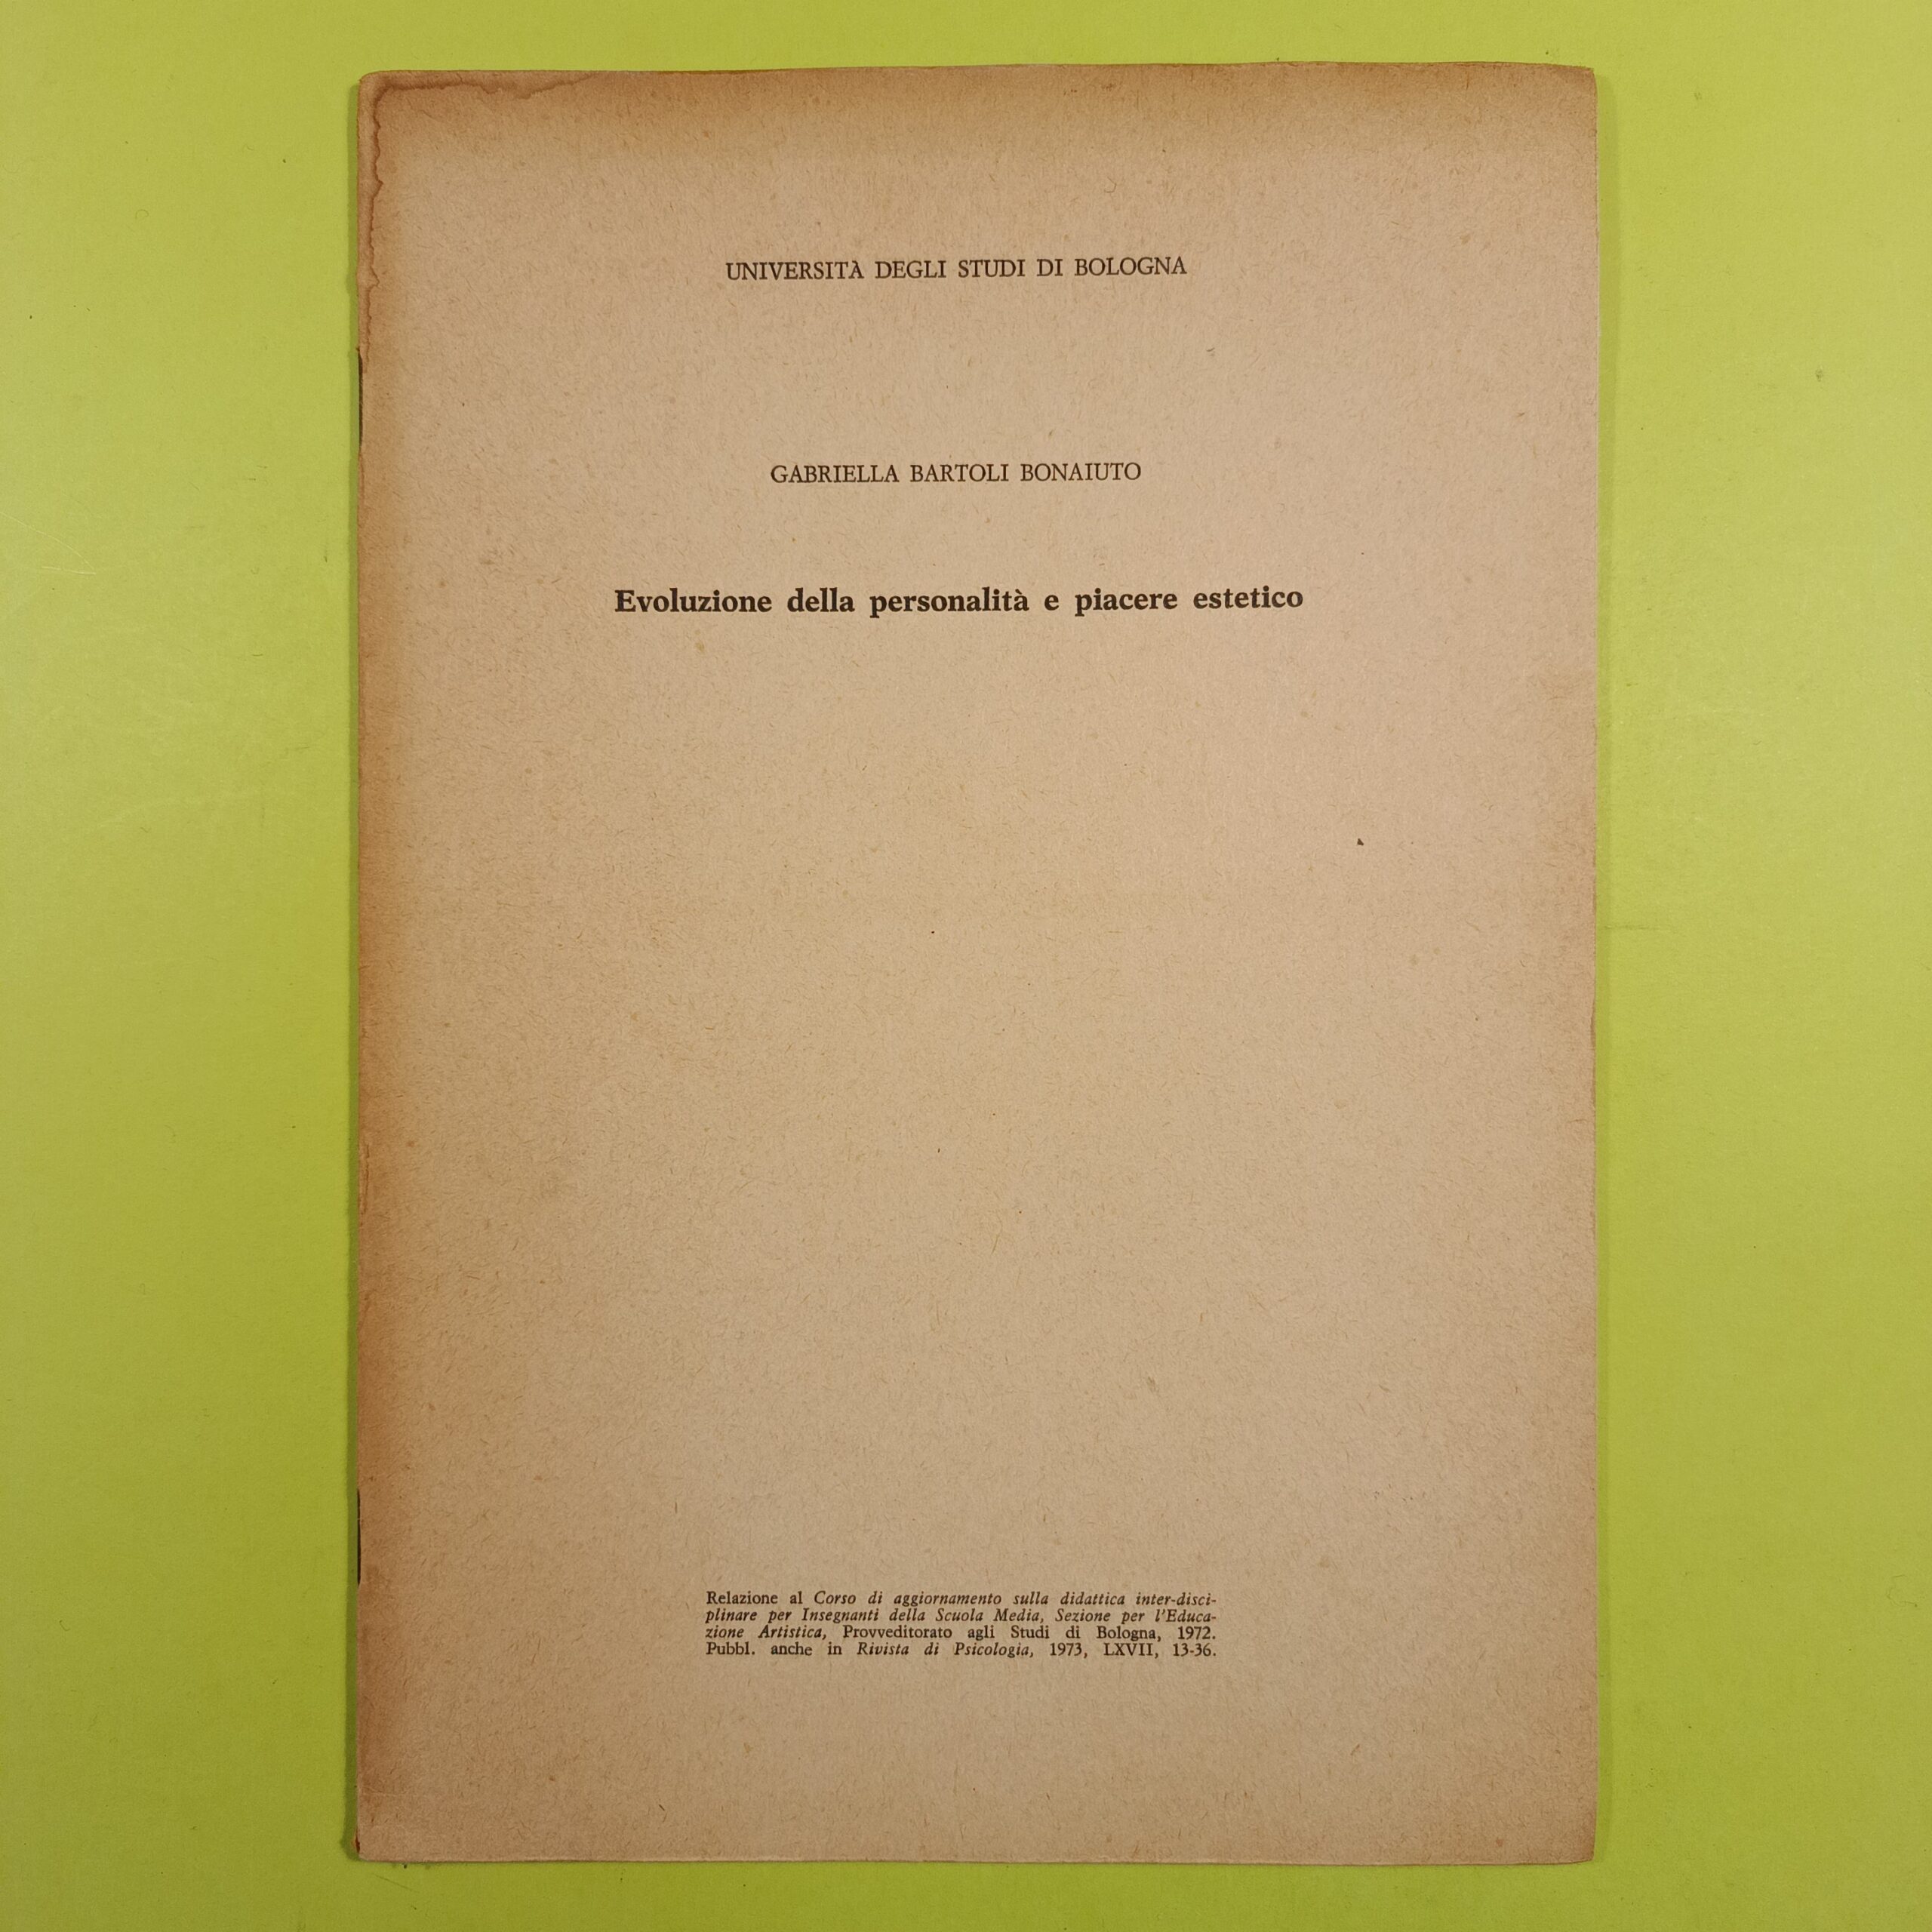 UNIVERSITÀ DEGLI STUDI DI BOLOGNA
GABRIELLA BARTOLI BONAIUTO
Evoluzione della personalità e piacere estetico
Relazione al Corso di aggiornamento sulla didattica inter-disci-
plinare per Insegnanti della Scuola Media, Sezione per l'Educa-
zione Artistica, Provveditorato agli Studi di Bologna, 1972.
Pubbl. anche in Rivista di Psicologia, 1973, LXVII, 13-36.